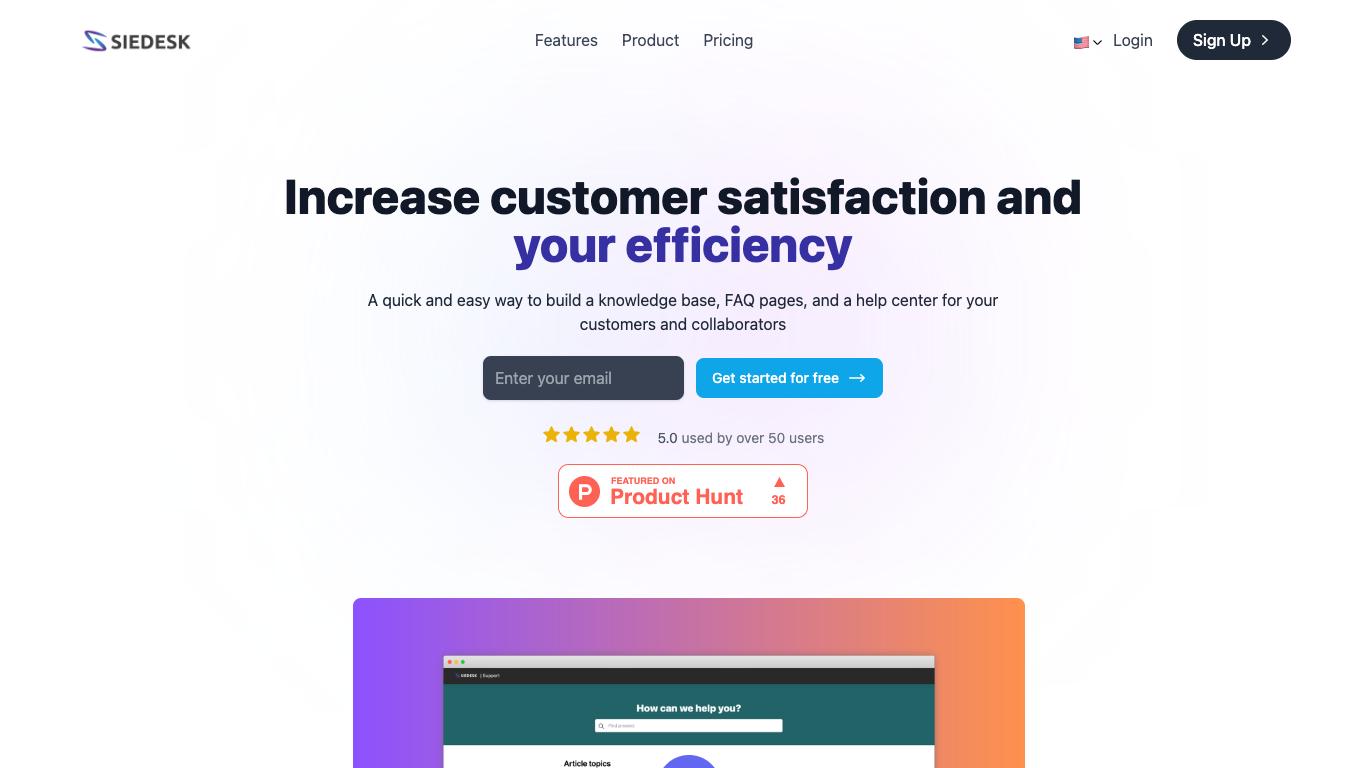 SIEDESK
Features
Product
Pricing
Login
Sign Up
Increase customer satisfaction and
your efficiency
A quick and easy way to build a knowledge base, FAQ pages, and a help center for your
customers and collaborators
Enter your email
Get started for free
5.0 used by over 50 users
FEATURED ON
Product Hunt
36
SIEDESK | Support
How can we help you?
Article topics